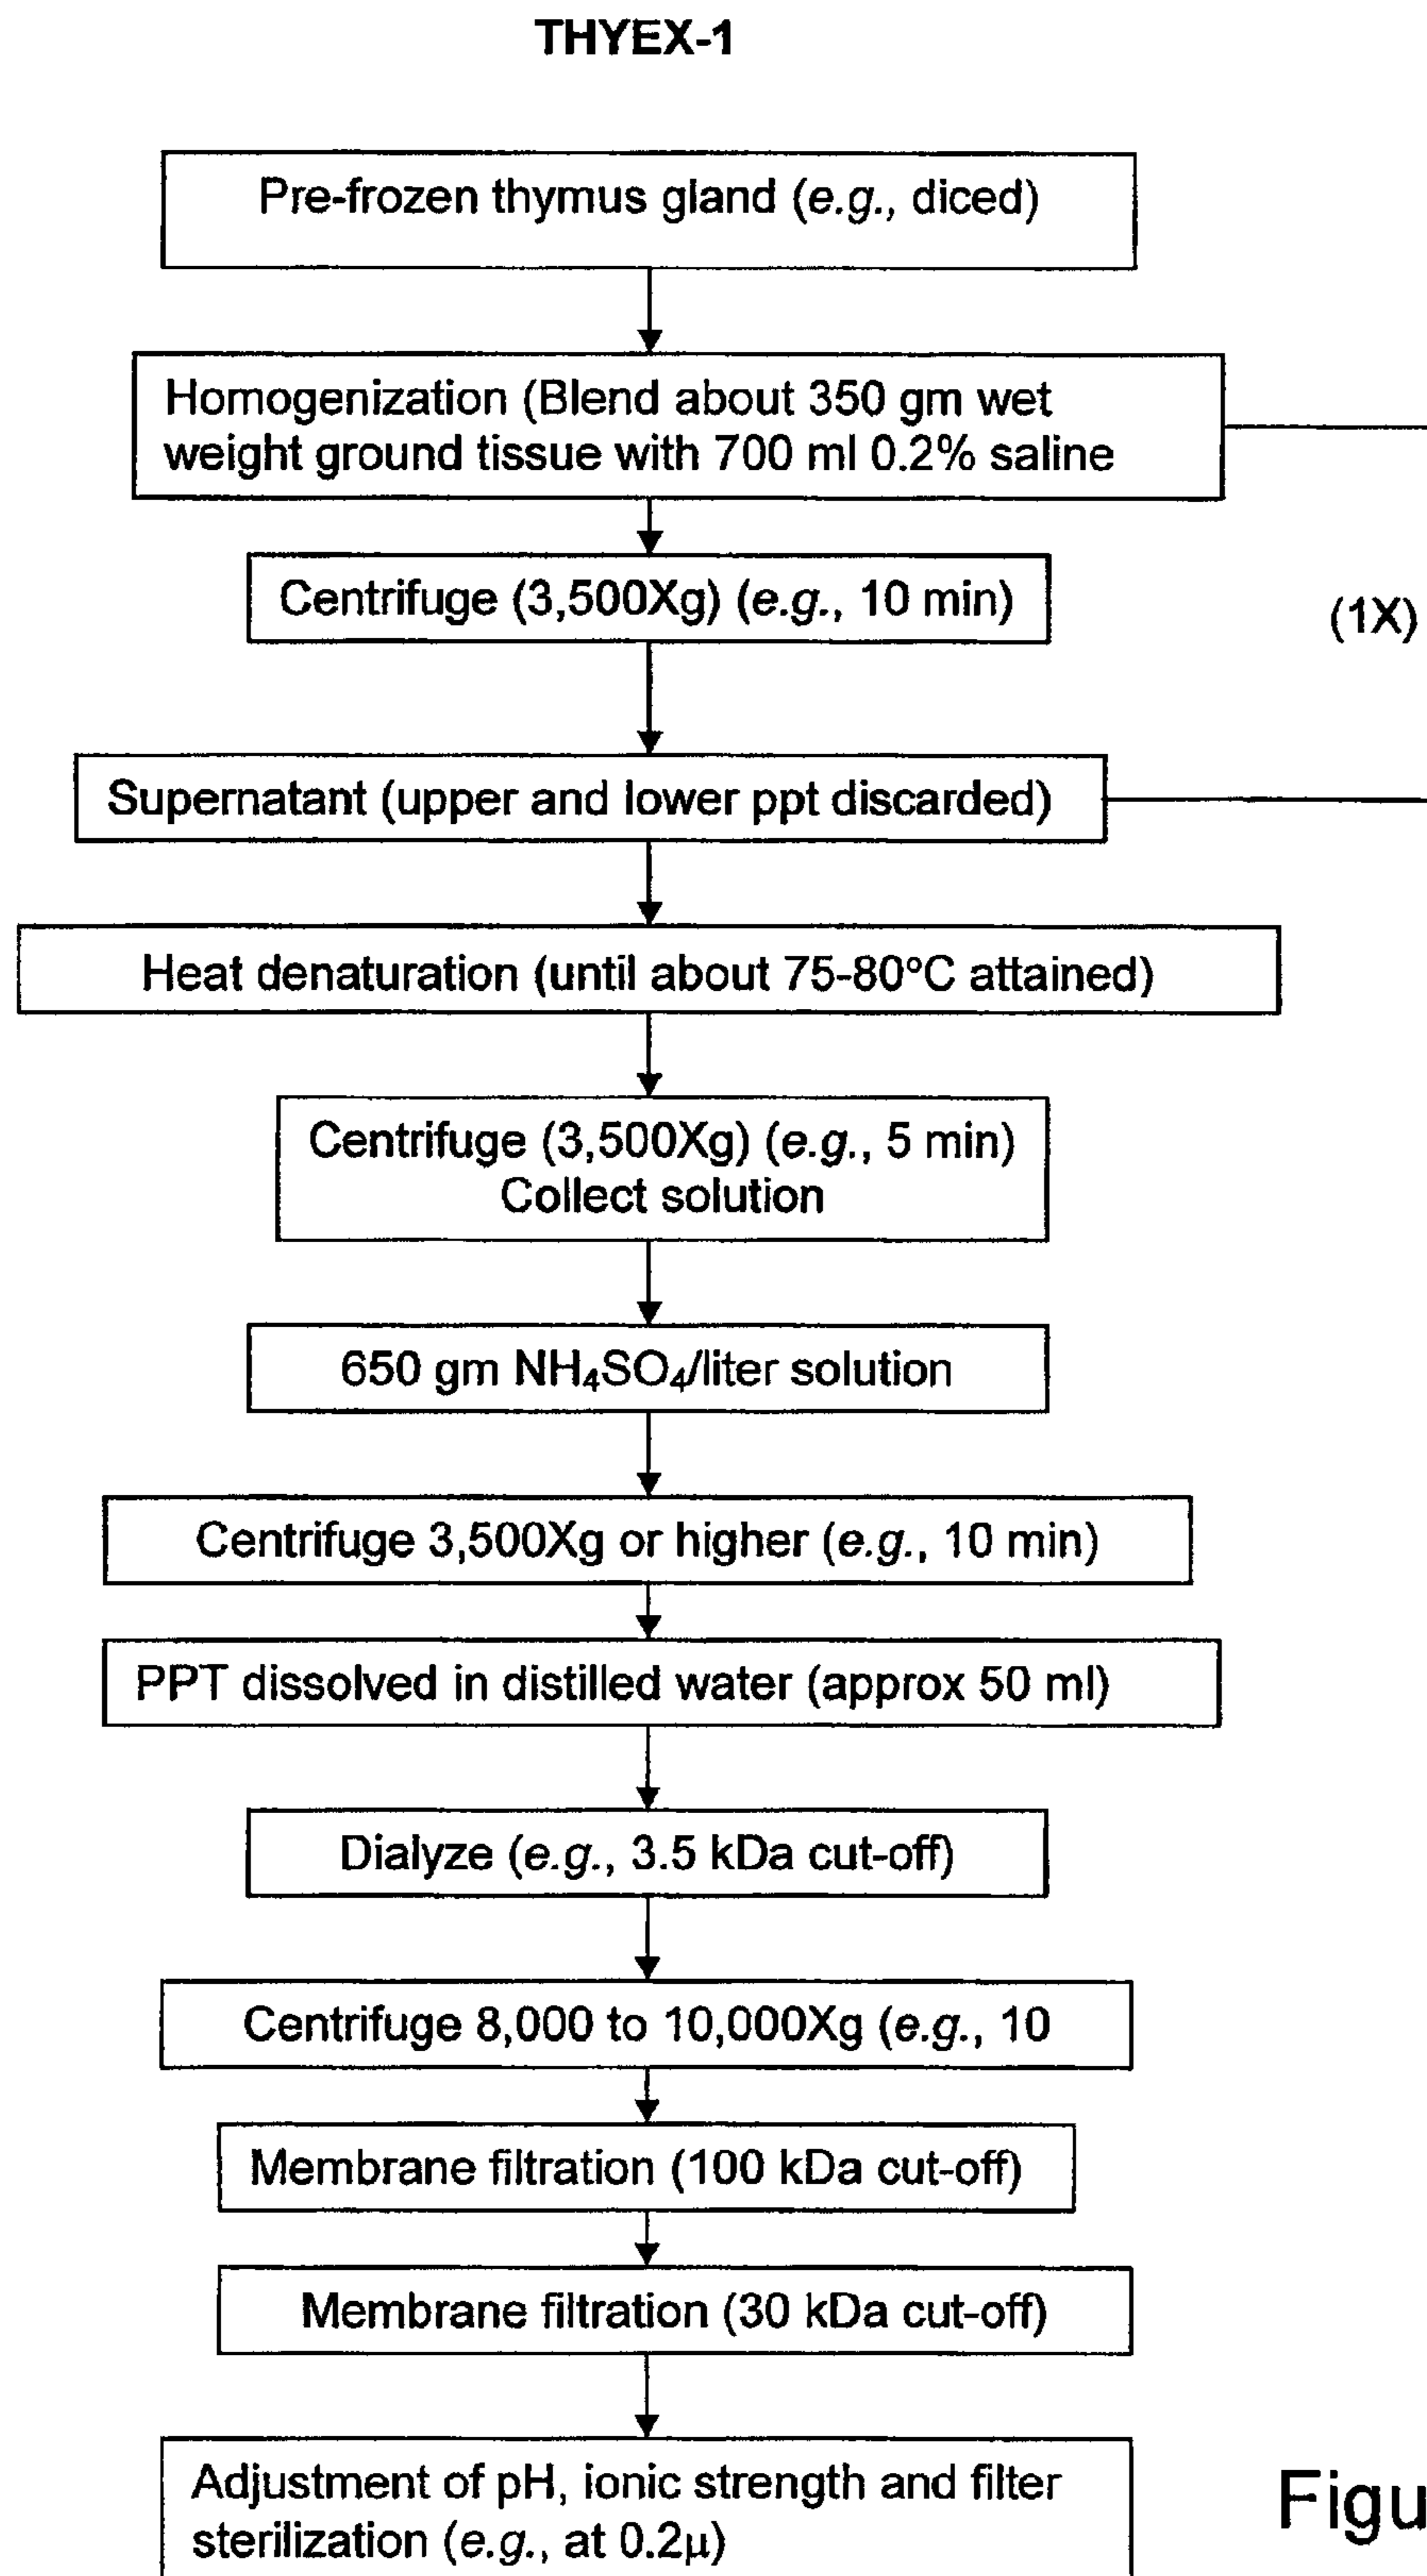 THYEX-1
Pre-frozen thymus gland (e.g., diced)
Homogenization (Blend about 350 gm wet
weight ground tissue with 700 ml 0.2% saline
Centrifuge (3,500Xg) (e.g., 10 min)
(1X)
Supernatant (upper and lower ppt discarded)
Heat denaturation (until about 75-80°C attained)
Centrifuge (3,500Xg) (e.g., 5 min)
Collect solution
650 gm NH₄SO₄/liter solution
Centrifuge 3,500Xg or higher (e.g., 10 min)
PPT dissolved in distilled water (approx 50 ml)
Dialyze (e.g., 3.5 kDa cut-off)
Centrifuge 8,000 to 10,000Xg (e.g., 10
Membrane filtration (100 kDa cut-off)
Membrane filtration (30 kDa cut-off)
Adjustment of pH, ionic strength and filter
sterilization (e.g., at 0.2µ)
Figu